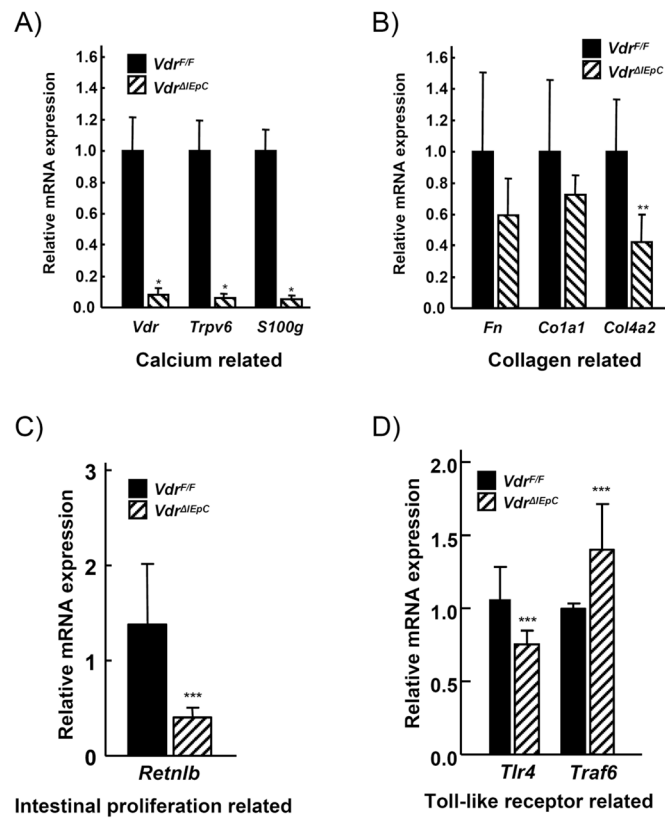 A)
Relative mRNA expression
1.6
1.4
1.2
1.0
0.8
0.6
0.4
0.2
0.0
Vdr^F/F
Vdr^ΔIEpC
*
*
*
Vdr Trpv6 S100g
Calcium related
B)
Relative mRNA expression
1.6
1.4
1.2
1.0
0.8
0.6
0.4
0.2
0.0
Vdr^F/F
Vdr^ΔIEpC
**
Fn Co1a1 Col4a2
Collagen related
C)
Relative mRNA expression
3
2
1
0
Vdr^F/F
Vdr^ΔIEpC
***
Retnlb
Intestinal proliferation related
D)
Relative mRNA expression
2.0
1.5
1.0
0.5
0.0
Vdr^F/F
Vdr^ΔIEpC
***
***
Tlr4 Traf6
Toll-like receptor related